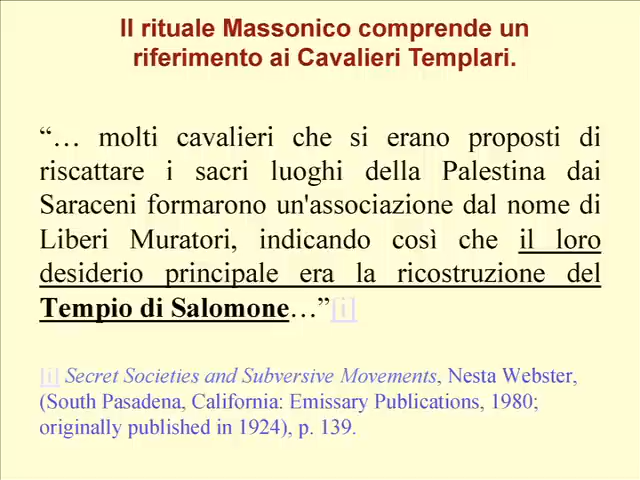 Il rituale Massonico comprende un
riferimento ai Cavalieri Templari.
“… molti cavalieri che si erano proposti di
riscattare i sacri luoghi della Palestina dai
Saraceni formarono un'associazione dal nome di
Liberi Muratori, indicando così che il loro
desiderio principale era la ricostruzione del
Tempio di Salomone…”[i]
[i] Secret Societies and Subversive Movements, Nesta Webster,
(South Pasadena, California: Emissary Publications, 1980;
originally published in 1924), p. 139.